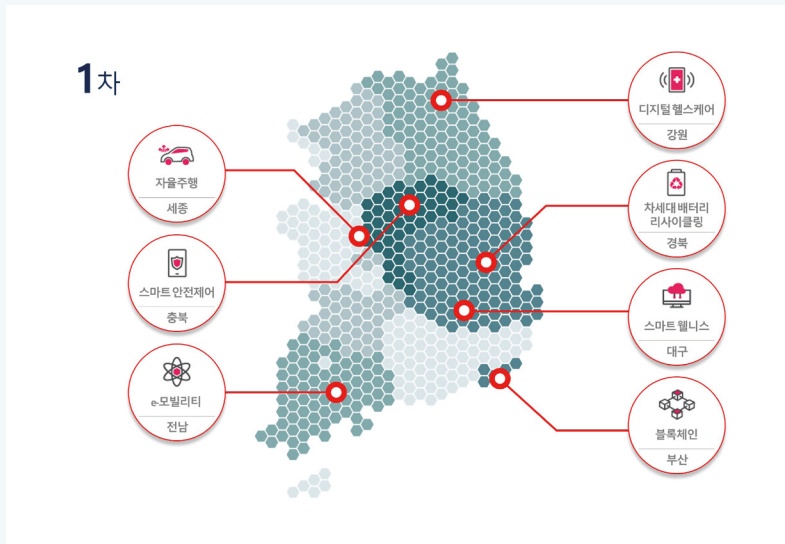 1차
자율주행
세종
스마트 안전제어
충북
e-모빌리티
전남
디지털 헬스케어
강원
차세대 배터리
리사이클링
경북
스마트 웰니스
대구
블록체인
부산